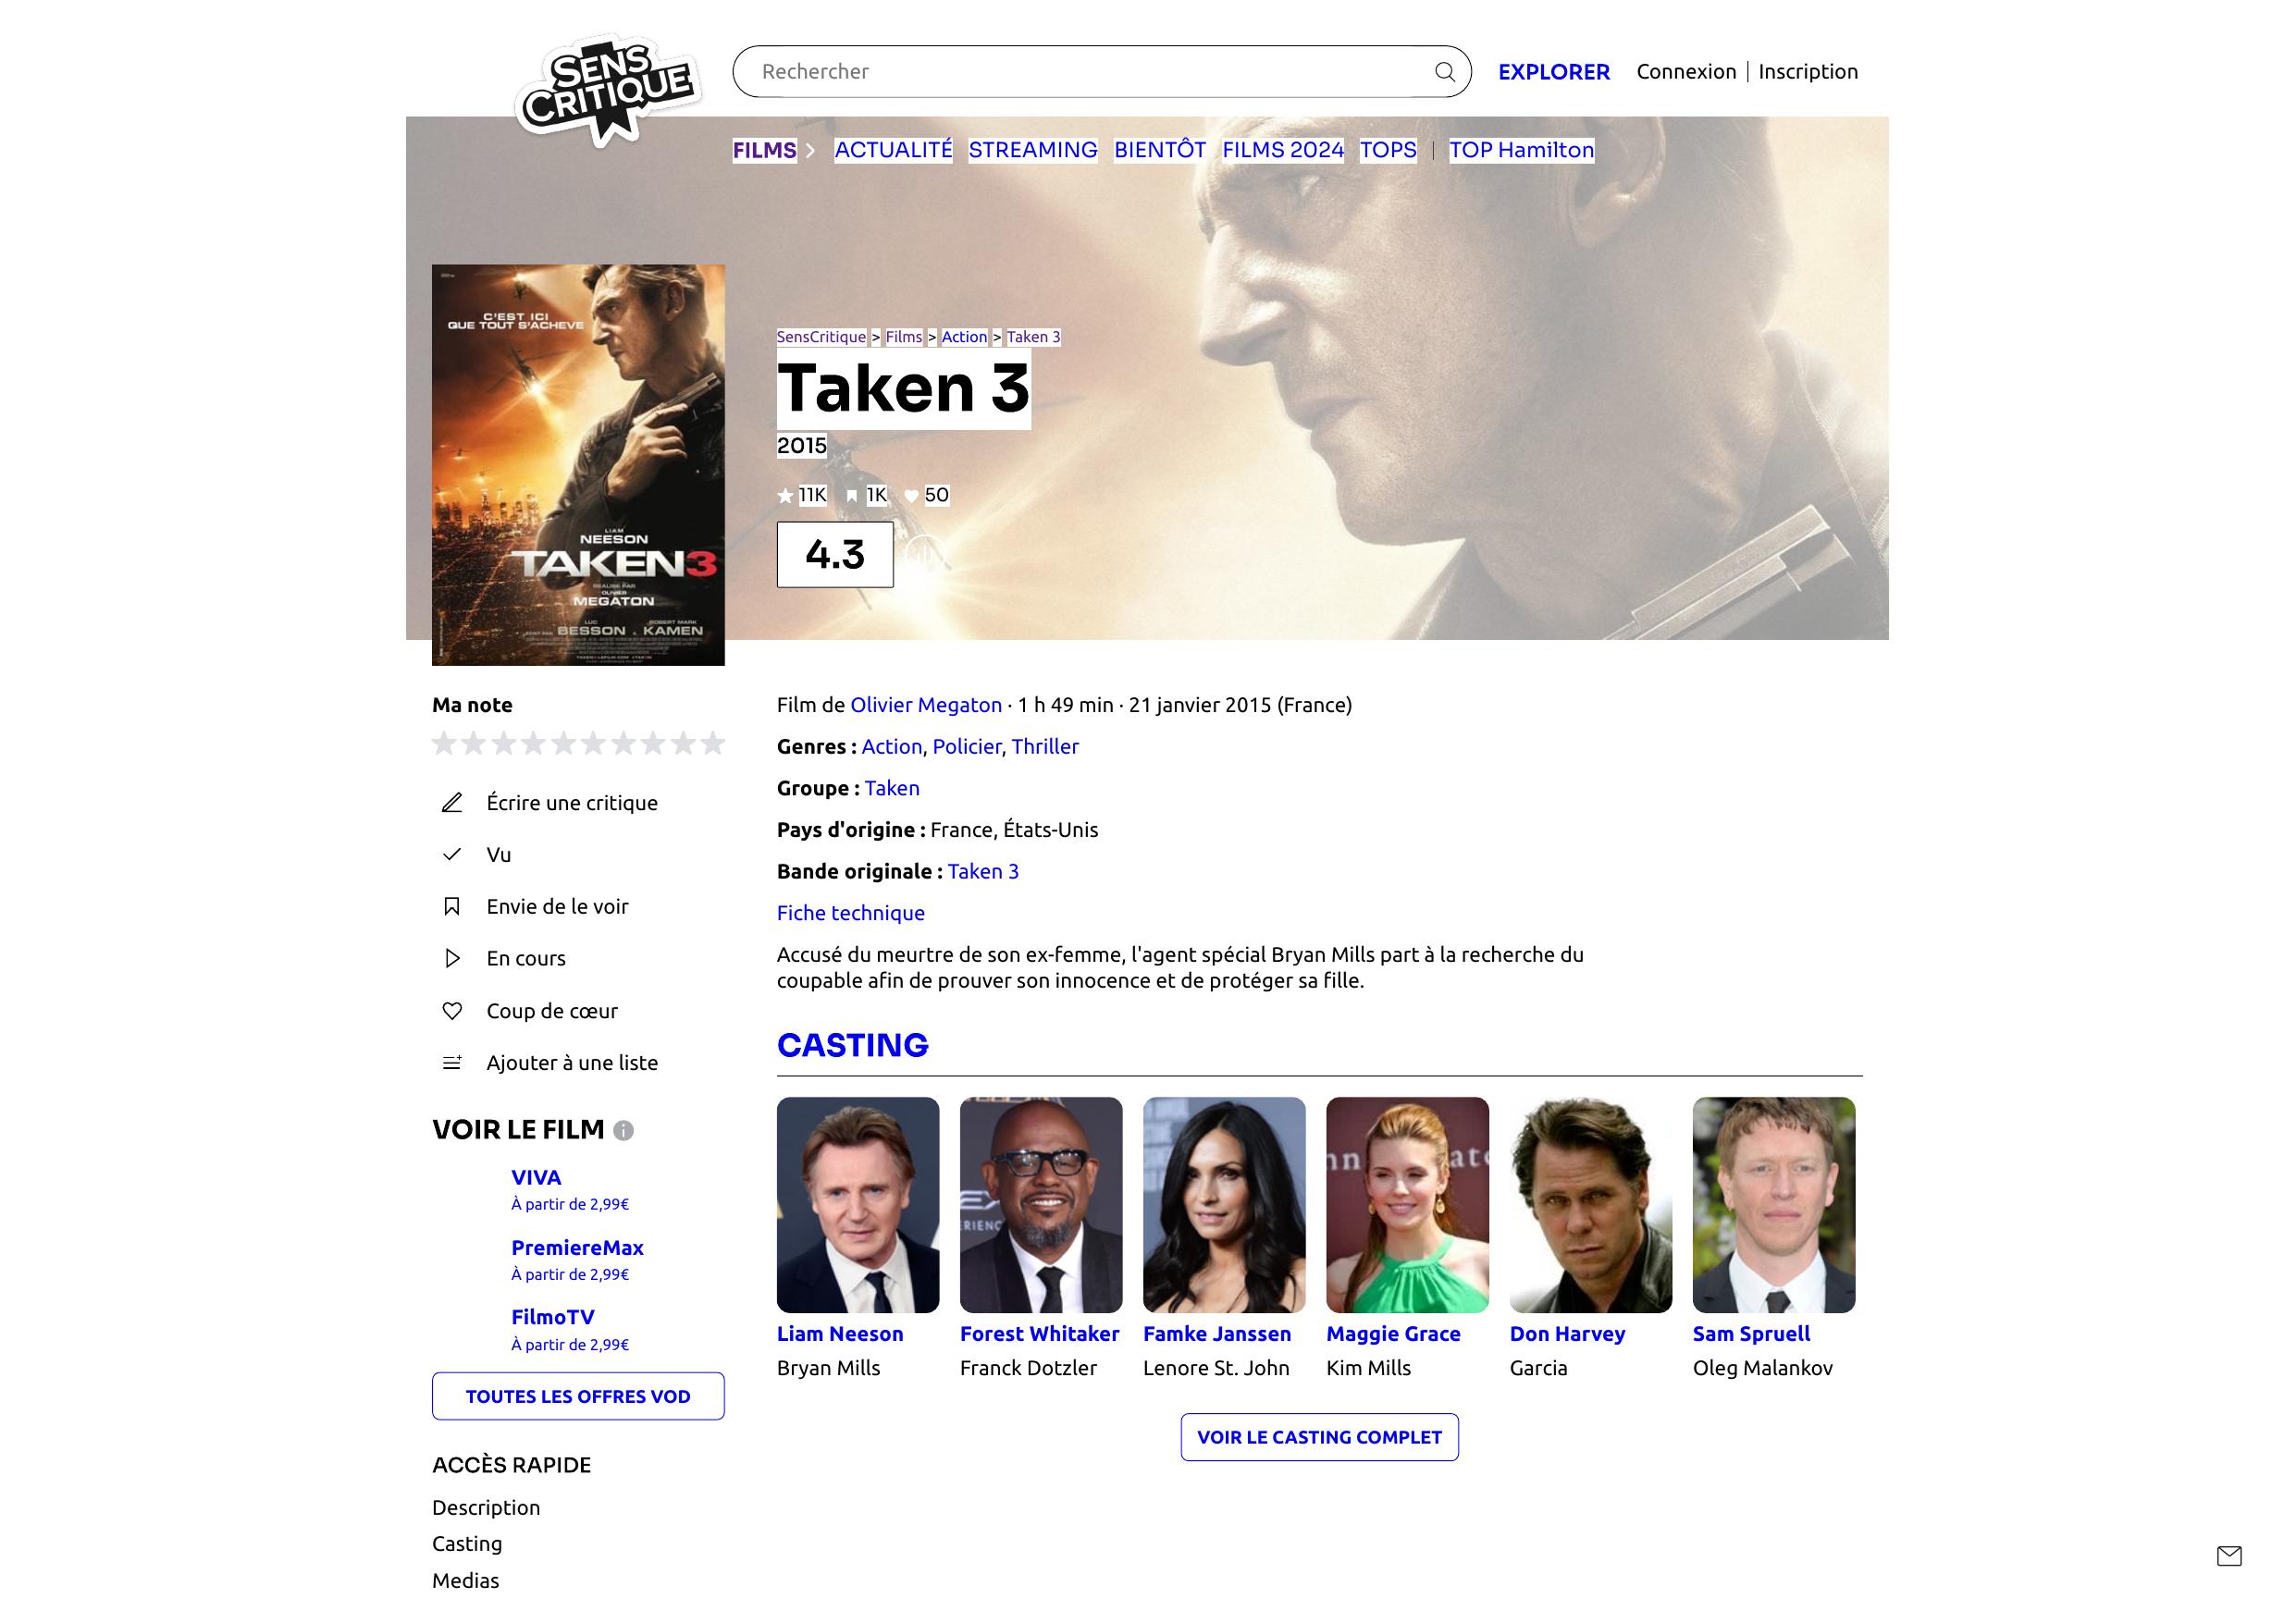 SENS
CRITIQUE
Rechercher
EXPLORER
Connexion | Inscription
FILMS
ACTUALITÉ
STREAMING
BIENTÔT
FILMS 2024
TOPS
|
TOP Hamilton
C'EST ICI
QUE TOUT S'ACHEVE
LIAM
NEESON
TAKEN3
REALISE PAR
OLIVIER
MEGATON
LUC
BESSON
ROBERT MARK
KAMEN
SensCritique > Films > Action > Taken 3
Taken 3
2015
11K
1K
50
4.3
Ma note
Écrire une critique
Vu
Envie de le voir
En cours
Coup de cœur
Ajouter à une liste
VOIR LE FILM
VIVA
À partir de 2,99€
PremiereMax
À partir de 2,99€
FilmoTV
À partir de 2,99€
TOUTES LES OFFRES VOD
ACCÈS RAPIDE
Description
Casting
Medias
Film de Olivier Megaton · 1 h 49 min · 21 janvier 2015 (France)
Genres : Action, Policier, Thriller
Groupe : Taken
Pays d'origine : France, États-Unis
Bande originale : Taken 3
Fiche technique
Accusé du meurtre de son ex-femme, l'agent spécial Bryan Mills part à la recherche du
coupable afin de prouver son innocence et de protéger sa fille.
CASTING
Liam Neeson
Bryan Mills
Forest Whitaker
Franck Dotzler
Famke Janssen
Lenore St. John
Maggie Grace
Kim Mills
Don Harvey
Garcia
Sam Spruell
Oleg Malankov
VOIR LE CASTING COMPLET